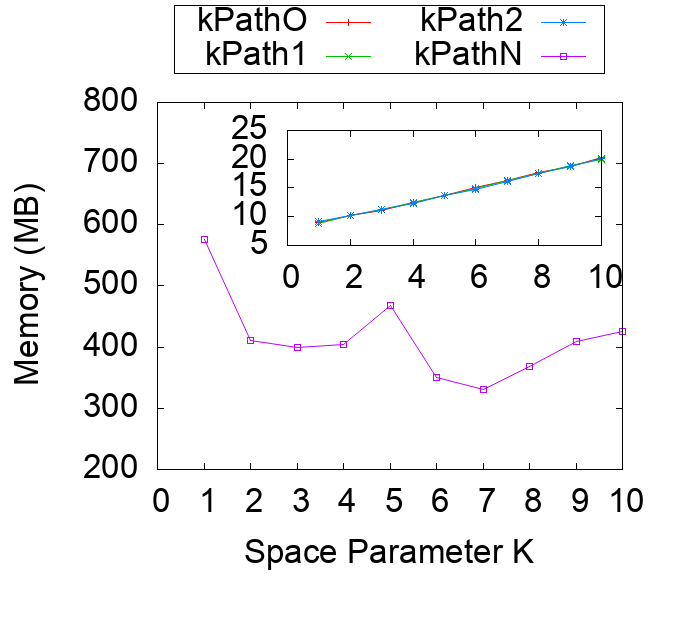 kPathO kPath2
kPath1 kPathN
800
700
600
500
400
300
200
Memory (MB)
25
20
15
10
5
0 2 4 6 8 10
0 1 2 3 4 5 6 7 8 9 10
Space Parameter K